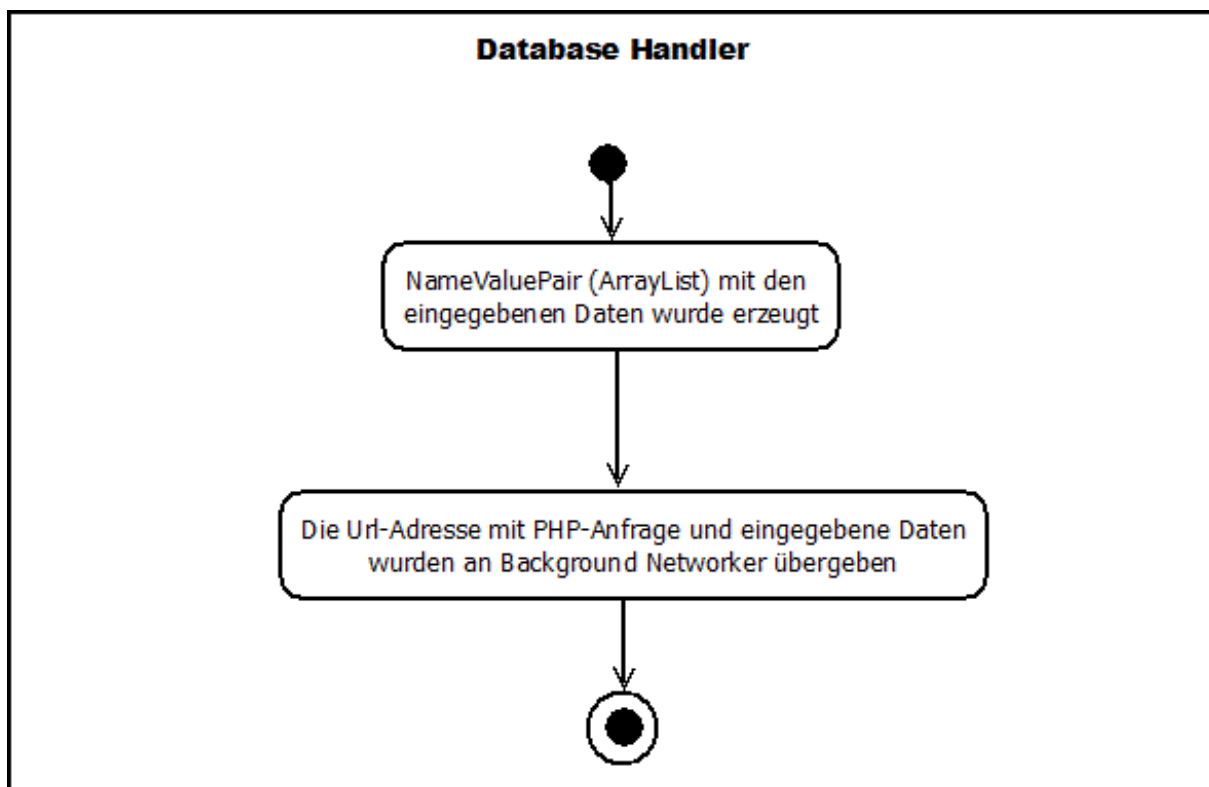 Database Handler
NameValuePair (ArrayList) mit den
eingegebenen Daten wurde erzeugt
Die Url-Adresse mit PHP-Anfrage und eingegebene Daten
wurden an Background Networker übergeben